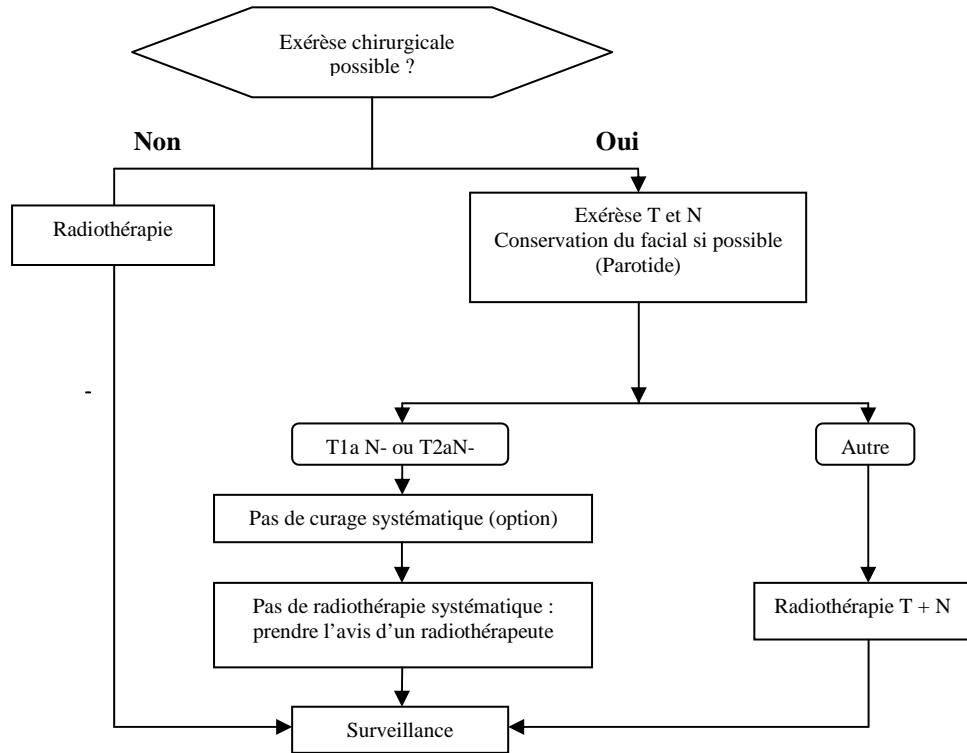 Exérèse chirurgicale
possible ?
Non
Oui
Radiothérapie
Exérèse T et N
Conservation du facial si possible
(Parotide)
-
T1a N- ou T2aN-
Autre
Pas de curage systématique (option)
Pas de radiothérapie systématique :
prendre l’avis d’un radiothérapeute
Radiothérapie T + N
Surveillance